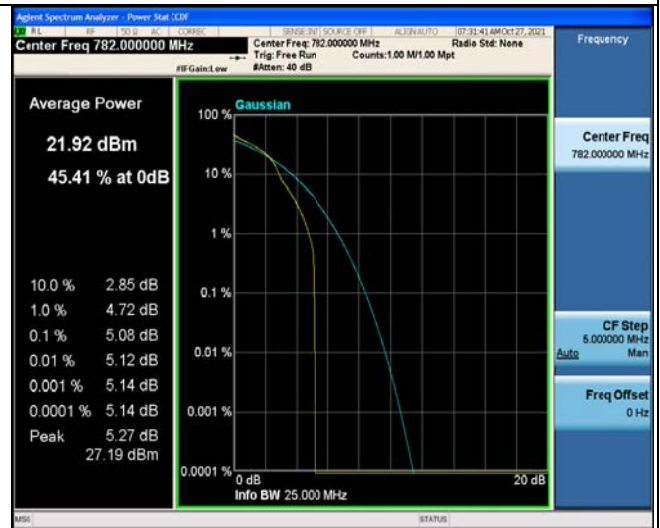 Agilent Spectrum Analyzer - Power Stat CCDF
RL RF 50 Ω AC CORREC SENSE:INT SOURCE OFF ALIGN AUTO 07:31:41 AM Oct 27, 2021
Center Freq 782.000000 MHz
Center Freq: 782.000000 MHz Radio Std: None
Trig: Free Run Counts:1.00 M/1.00 Mpt
#IFGain:Low #Atten: 40 dB
Frequency
Average Power
21.92 dBm
45.41 % at 0dB
10.0 % 2.85 dB
1.0 % 4.72 dB
0.1 % 5.08 dB
0.01 % 5.12 dB
0.001 % 5.14 dB
0.0001 % 5.14 dB
Peak 5.27 dB
27.19 dBm
Gaussian
100 %
10 %
1 %
0.1 %
0.01 %
0.001 %
0.0001 %
0 dB 20 dB
Info BW 25.000 MHz
Center Freq
782.000000 MHz
CF Step
5.000000 MHz
Auto Man
Freq Offset
0 Hz
MSG STATUS